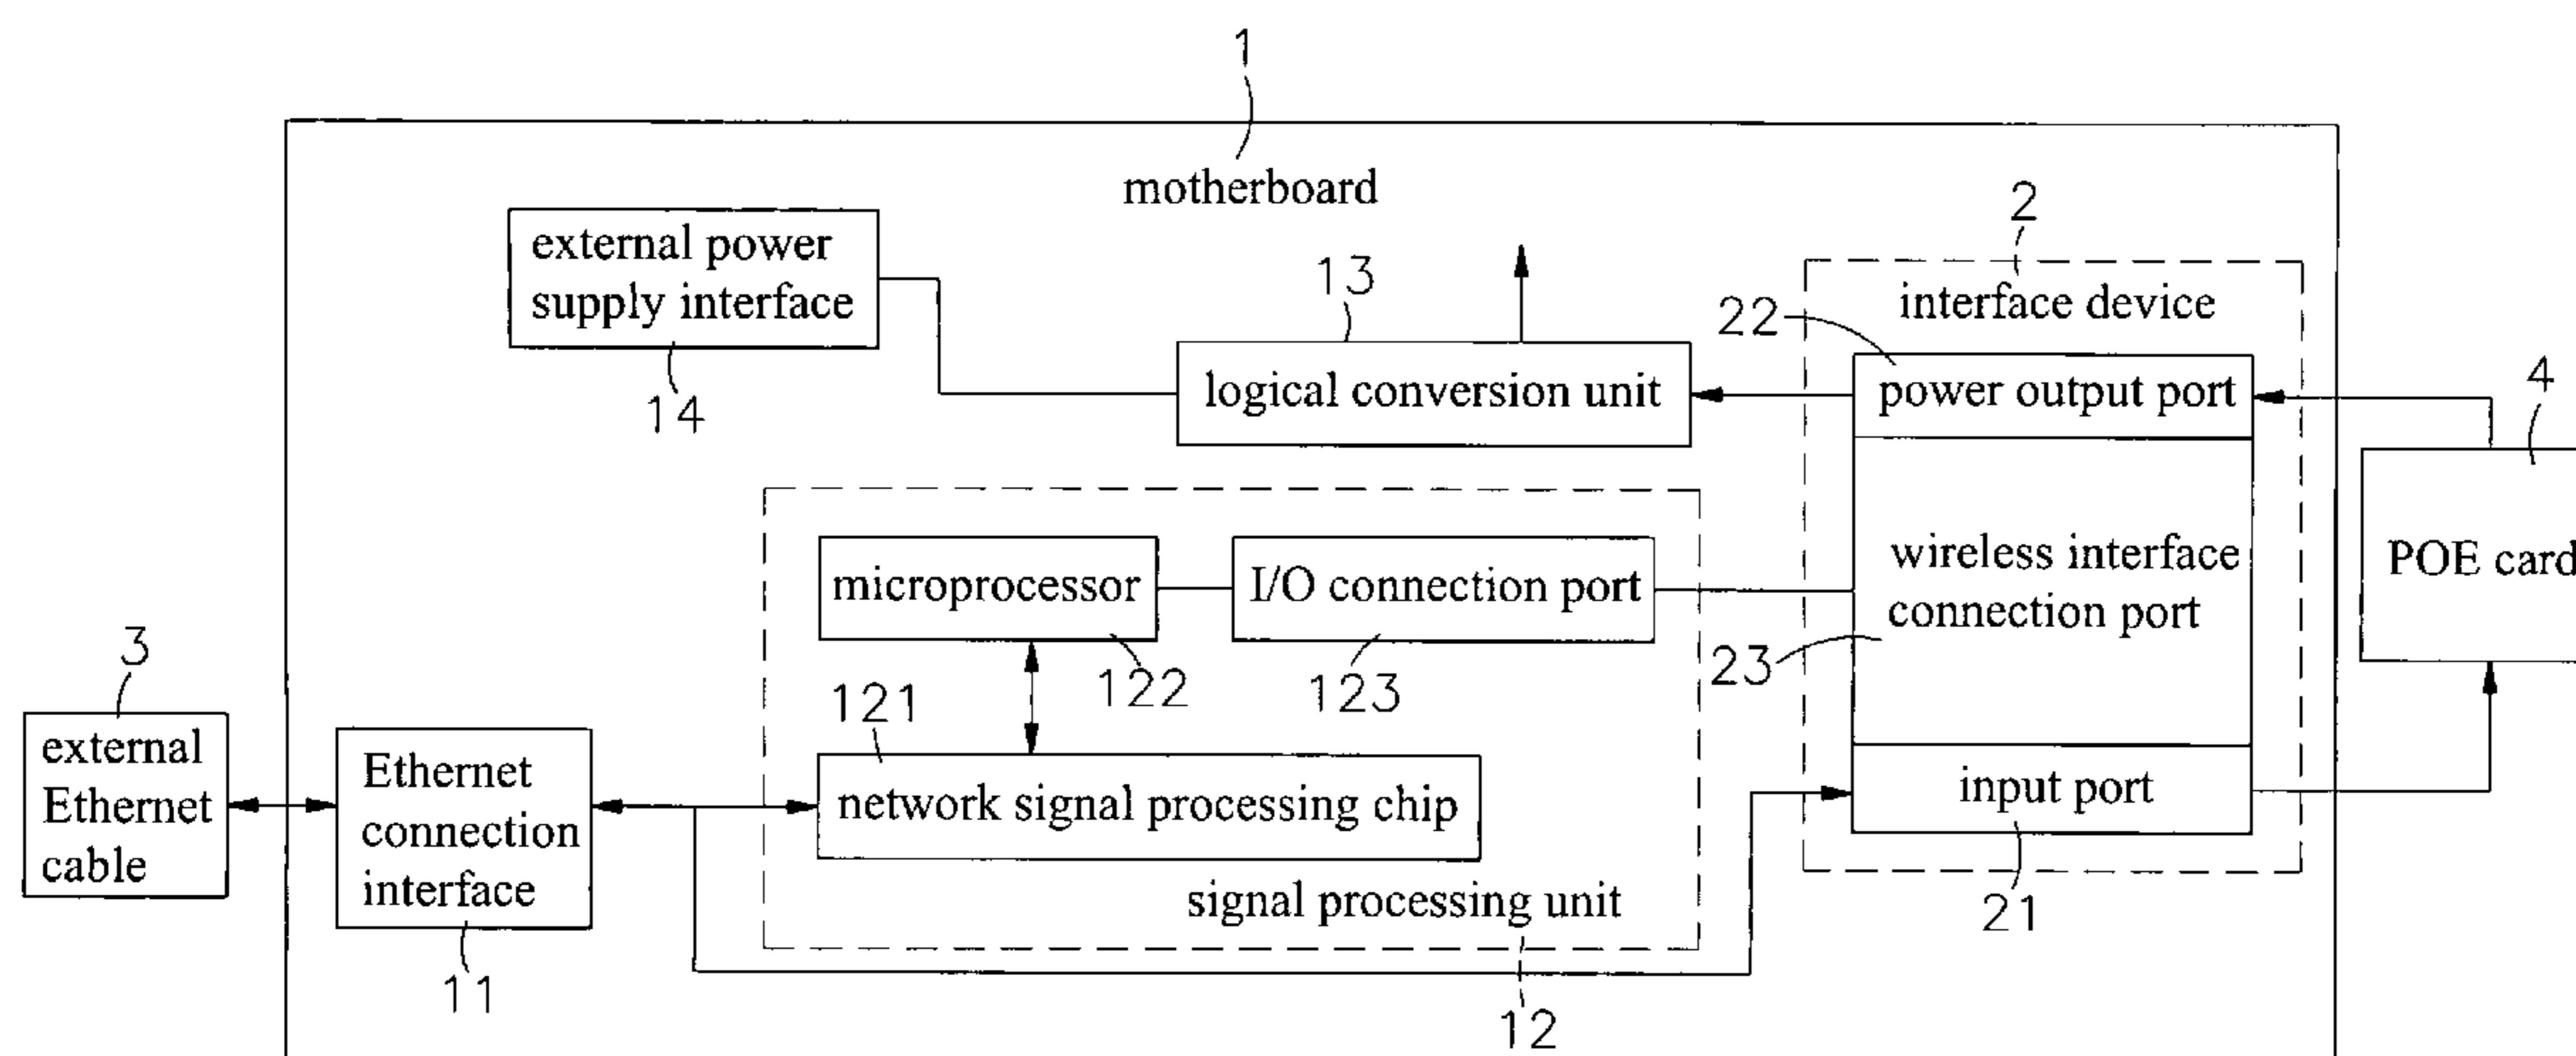 1
motherboard
2
external power
supply interface
14
13
interface device
22
logical conversion unit
power output port
4
microprocessor
I/O connection port
wireless interface
connection port
POE card
23
122
123
121
3
external
Ethernet
cable
Ethernet
connection
interface
11
network signal processing chip
input port
21
signal processing unit
12